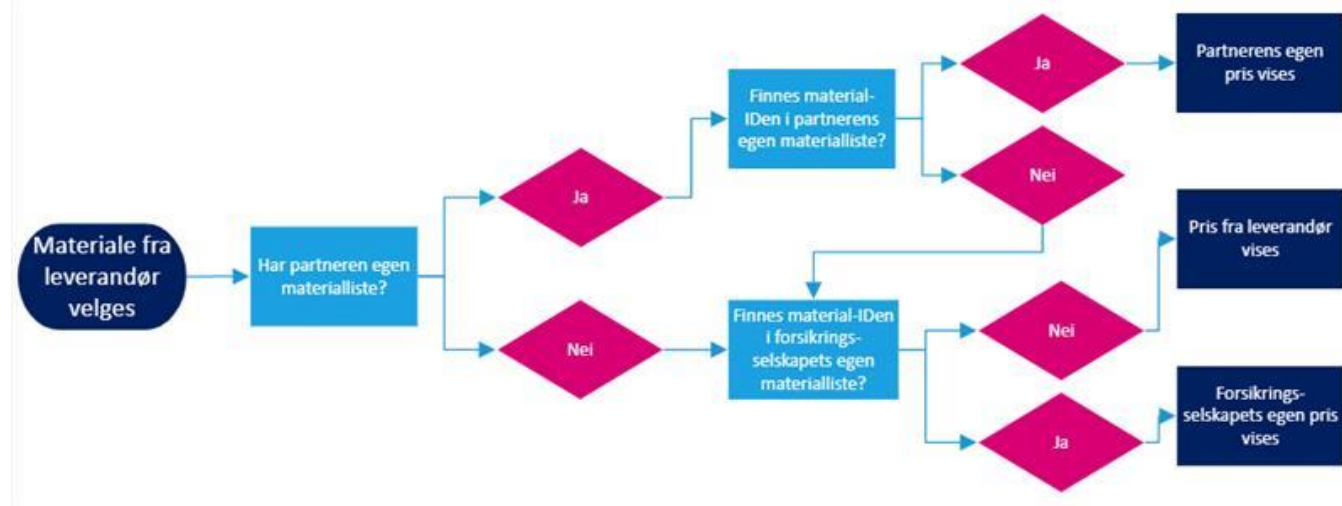 Materiale fra
leverandør
velges
Har partneren egen
materialliste?
Ja
Nei
Finnes material-
IDen i partnerens
egen materialliste?
Ja
Nei
Partnerens egen
pris vises
Finnes material-IDen
i forsikrings-
selskapets egen
materialliste?
Nei
Ja
Pris fra leverandør
vises
Forsikrings-
selskapets egen pris
vises